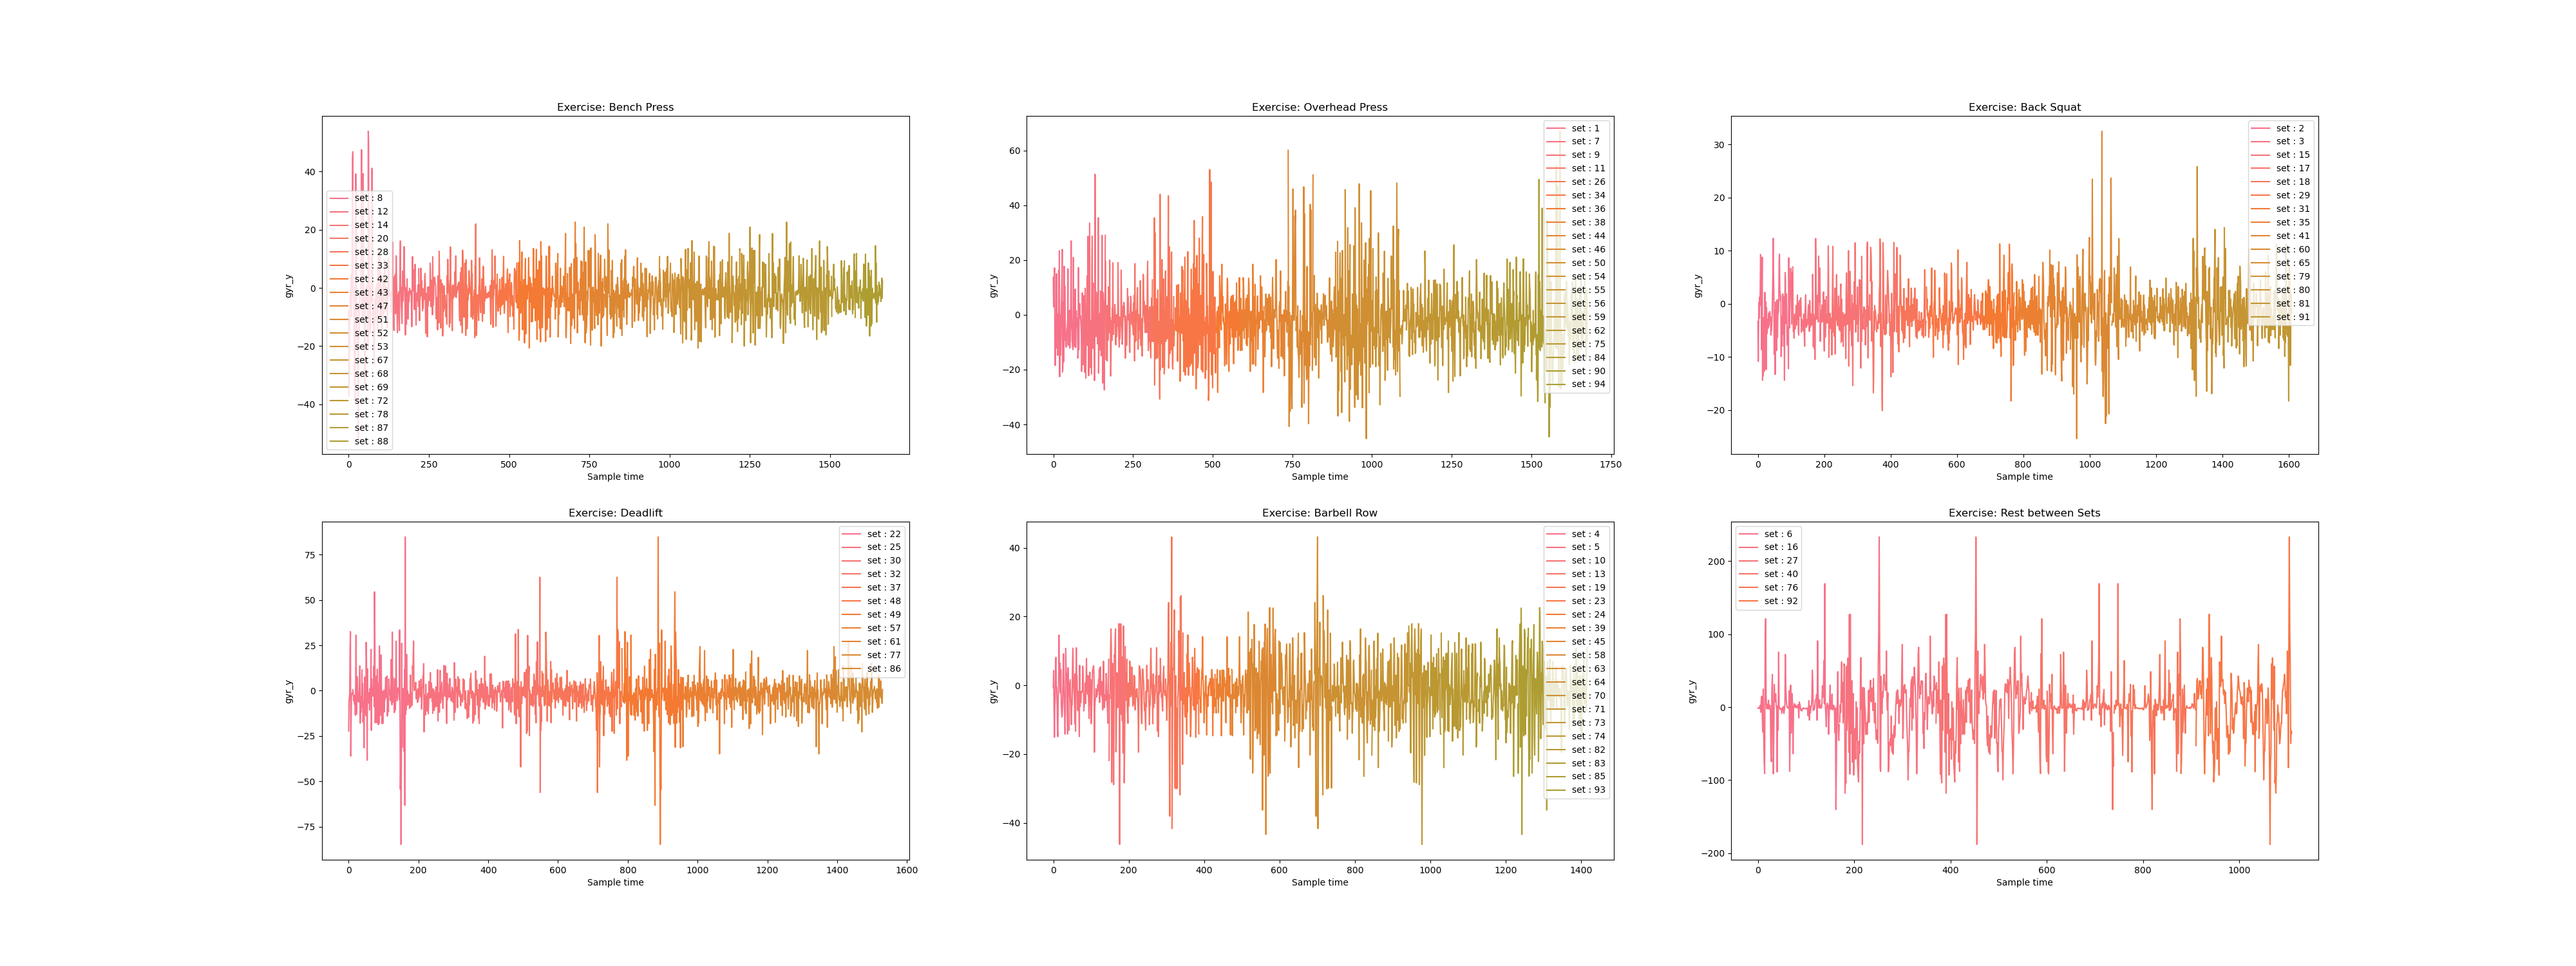 Exercise: Bench Press
gyr_y
40
20
0
−20
−40
set : 8
set : 12
set : 14
set : 20
set : 28
set : 33
set : 42
set : 43
set : 47
set : 51
set : 52
set : 53
set : 67
set : 68
set : 69
set : 72
set : 78
set : 87
set : 88
0 250 500 750 1000 1250 1500
Sample time
Exercise: Overhead Press
gyr_y
60
40
20
0
−20
−40
set : 1
set : 7
set : 9
set : 11
set : 26
set : 34
set : 36
set : 38
set : 44
set : 46
set : 50
set : 54
set : 55
set : 56
set : 59
set : 62
set : 75
set : 84
set : 90
set : 94
0 250 500 750 1000 1250 1500 1750
Sample time
Exercise: Back Squat
gyr_y
30
20
10
0
−10
−20
set : 2
set : 3
set : 15
set : 17
set : 18
set : 29
set : 31
set : 35
set : 41
set : 60
set : 65
set : 79
set : 80
set : 81
set : 91
0 200 400 600 800 1000 1200 1400 1600
Sample time
Exercise: Deadlift
gyr_y
75
50
25
0
−25
−50
−75
set : 22
set : 25
set : 30
set : 32
set : 37
set : 48
set : 49
set : 57
set : 61
set : 77
set : 86
0 200 400 600 800 1000 1200 1400 1600
Sample time
Exercise: Barbell Row
gyr_y
40
20
0
−20
−40
set : 4
set : 5
set : 10
set : 13
set : 19
set : 23
set : 24
set : 39
set : 45
set : 58
set : 63
set : 64
set : 70
set : 71
set : 73
set : 74
set : 82
set : 83
set : 85
set : 93
0 200 400 600 800 1000 1200 1400
Sample time
Exercise: Rest between Sets
gyr_y
200
100
0
−100
−200
set : 6
set : 16
set : 27
set : 40
set : 76
set : 92
0 200 400 600 800 1000
Sample time